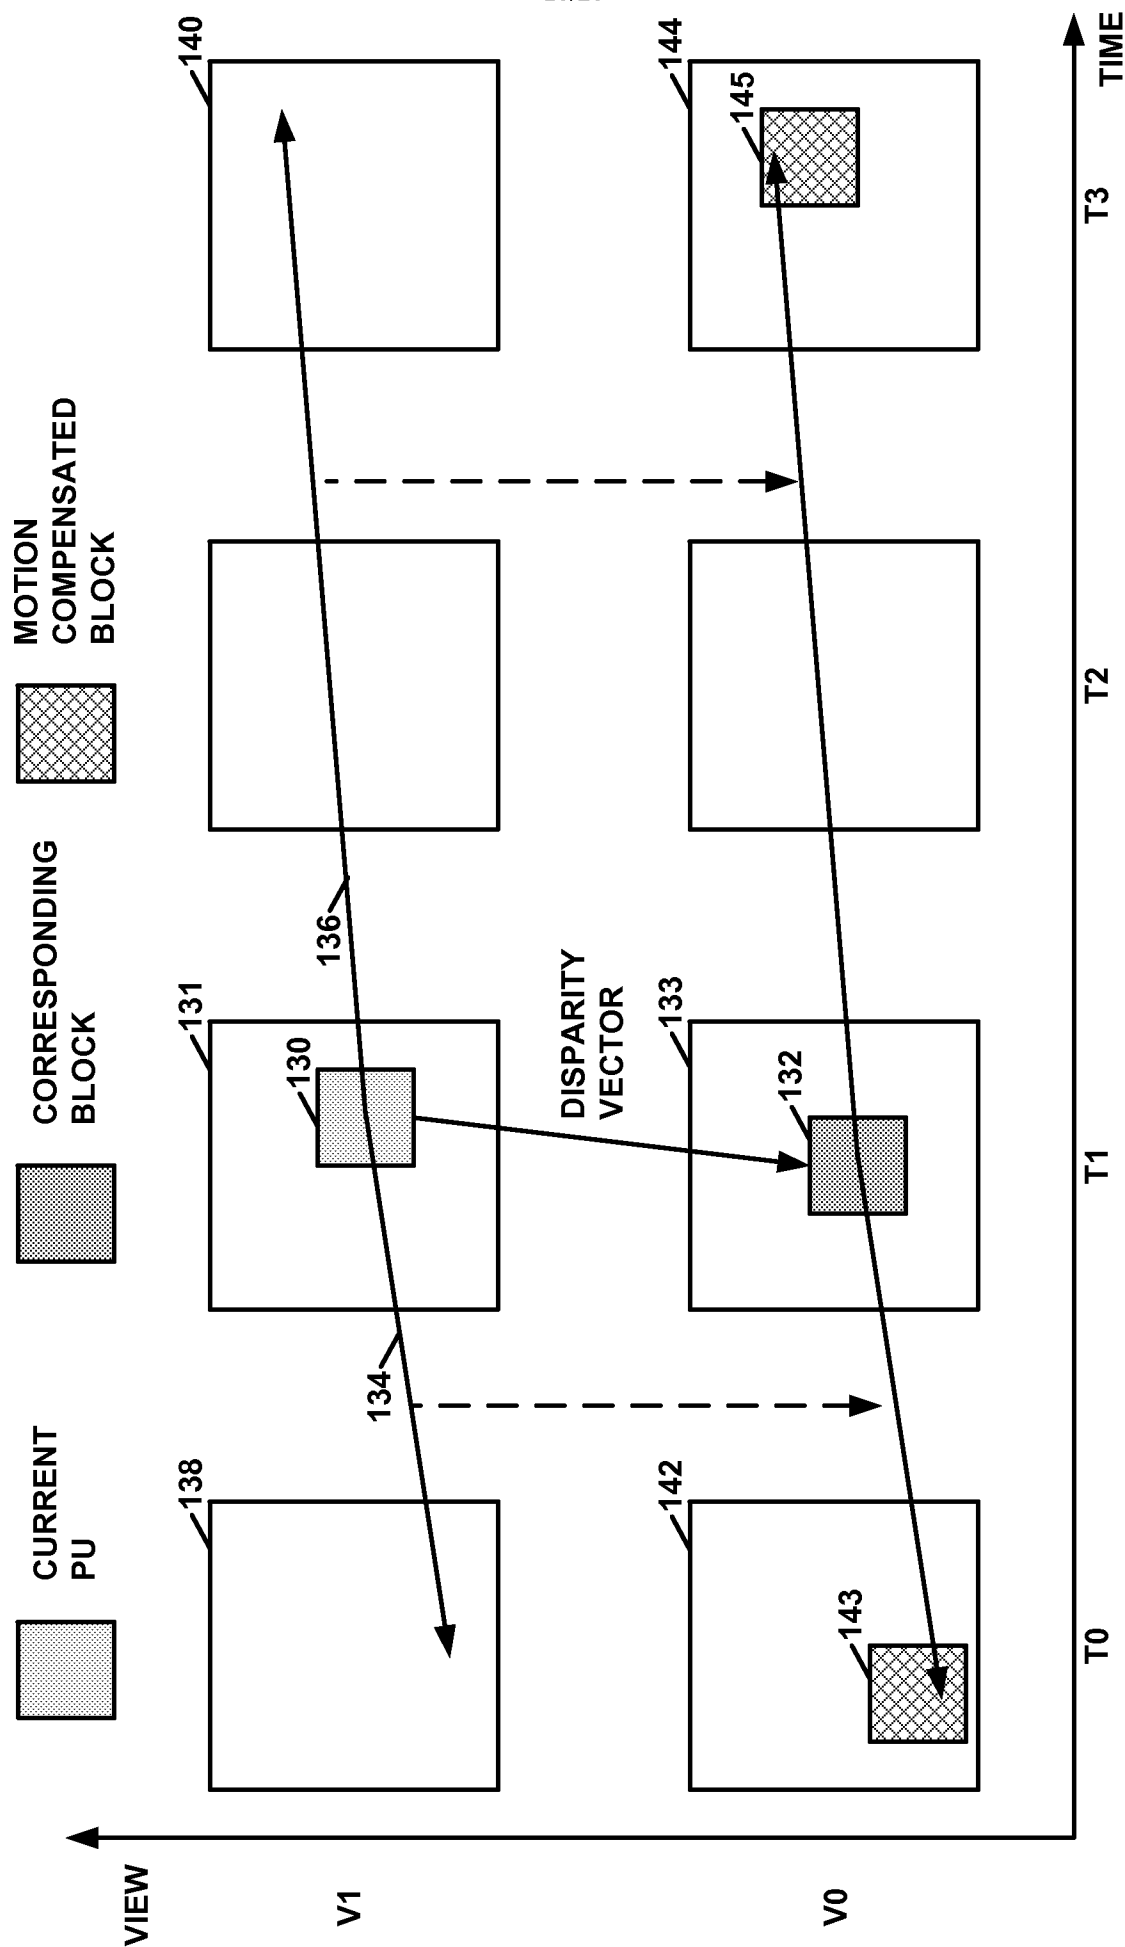 CURRENT
PU
CORRESPONDING
BLOCK
MOTION
COMPENSATED
BLOCK
VIEW
V1
138
134
131
130
136
140
DISPARITY
VECTOR
V0
142
143
133
132
144
145
T0
T1
T2
T3
TIME